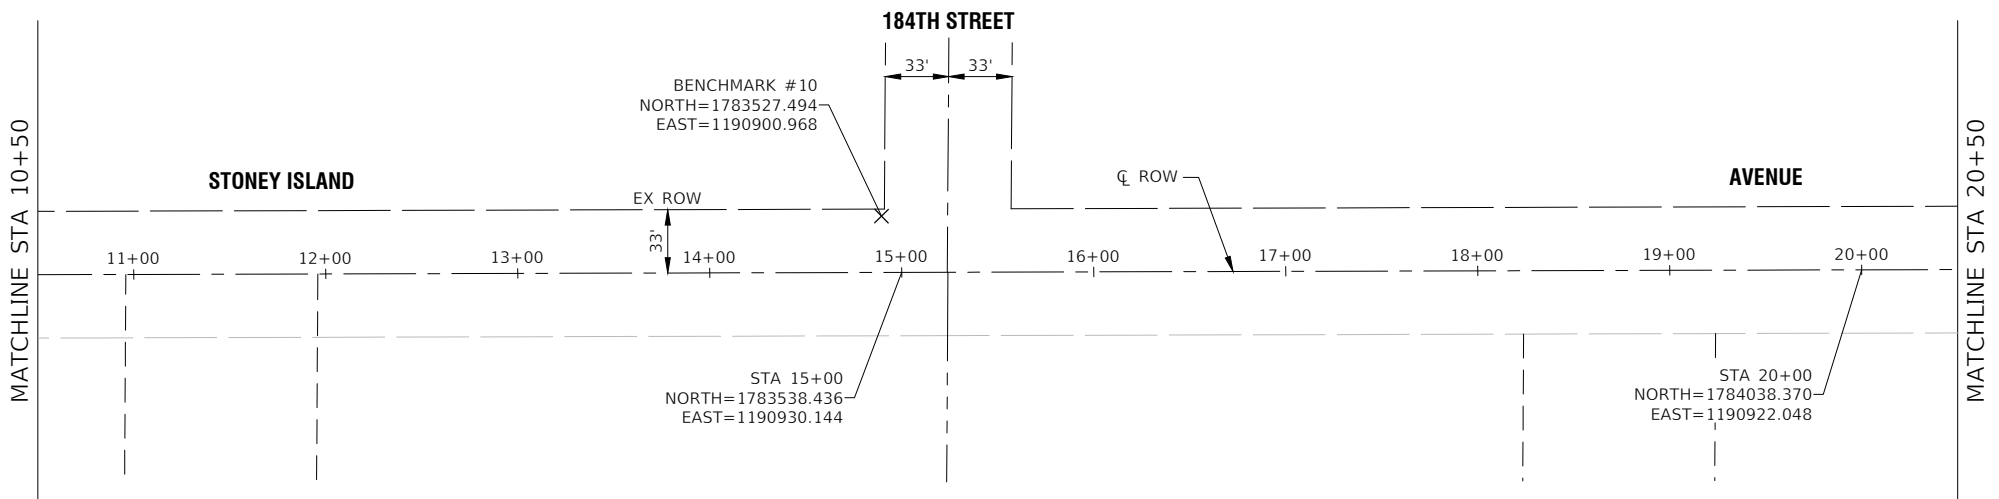 184TH STREET
33'
33'
BENCHMARK #10
NORTH=1783527.494
EAST=1190900.968
MATCHLINE STA 10+50
STONEY ISLAND
EX ROW
℄ ROW
AVENUE
MATCHLINE STA 20+50
33'
11+00
12+00
13+00
14+00
15+00
16+00
17+00
18+00
19+00
20+00
STA 15+00
NORTH=1783538.436
EAST=1190930.144
STA 20+00
NORTH=1784038.370
EAST=1190922.048